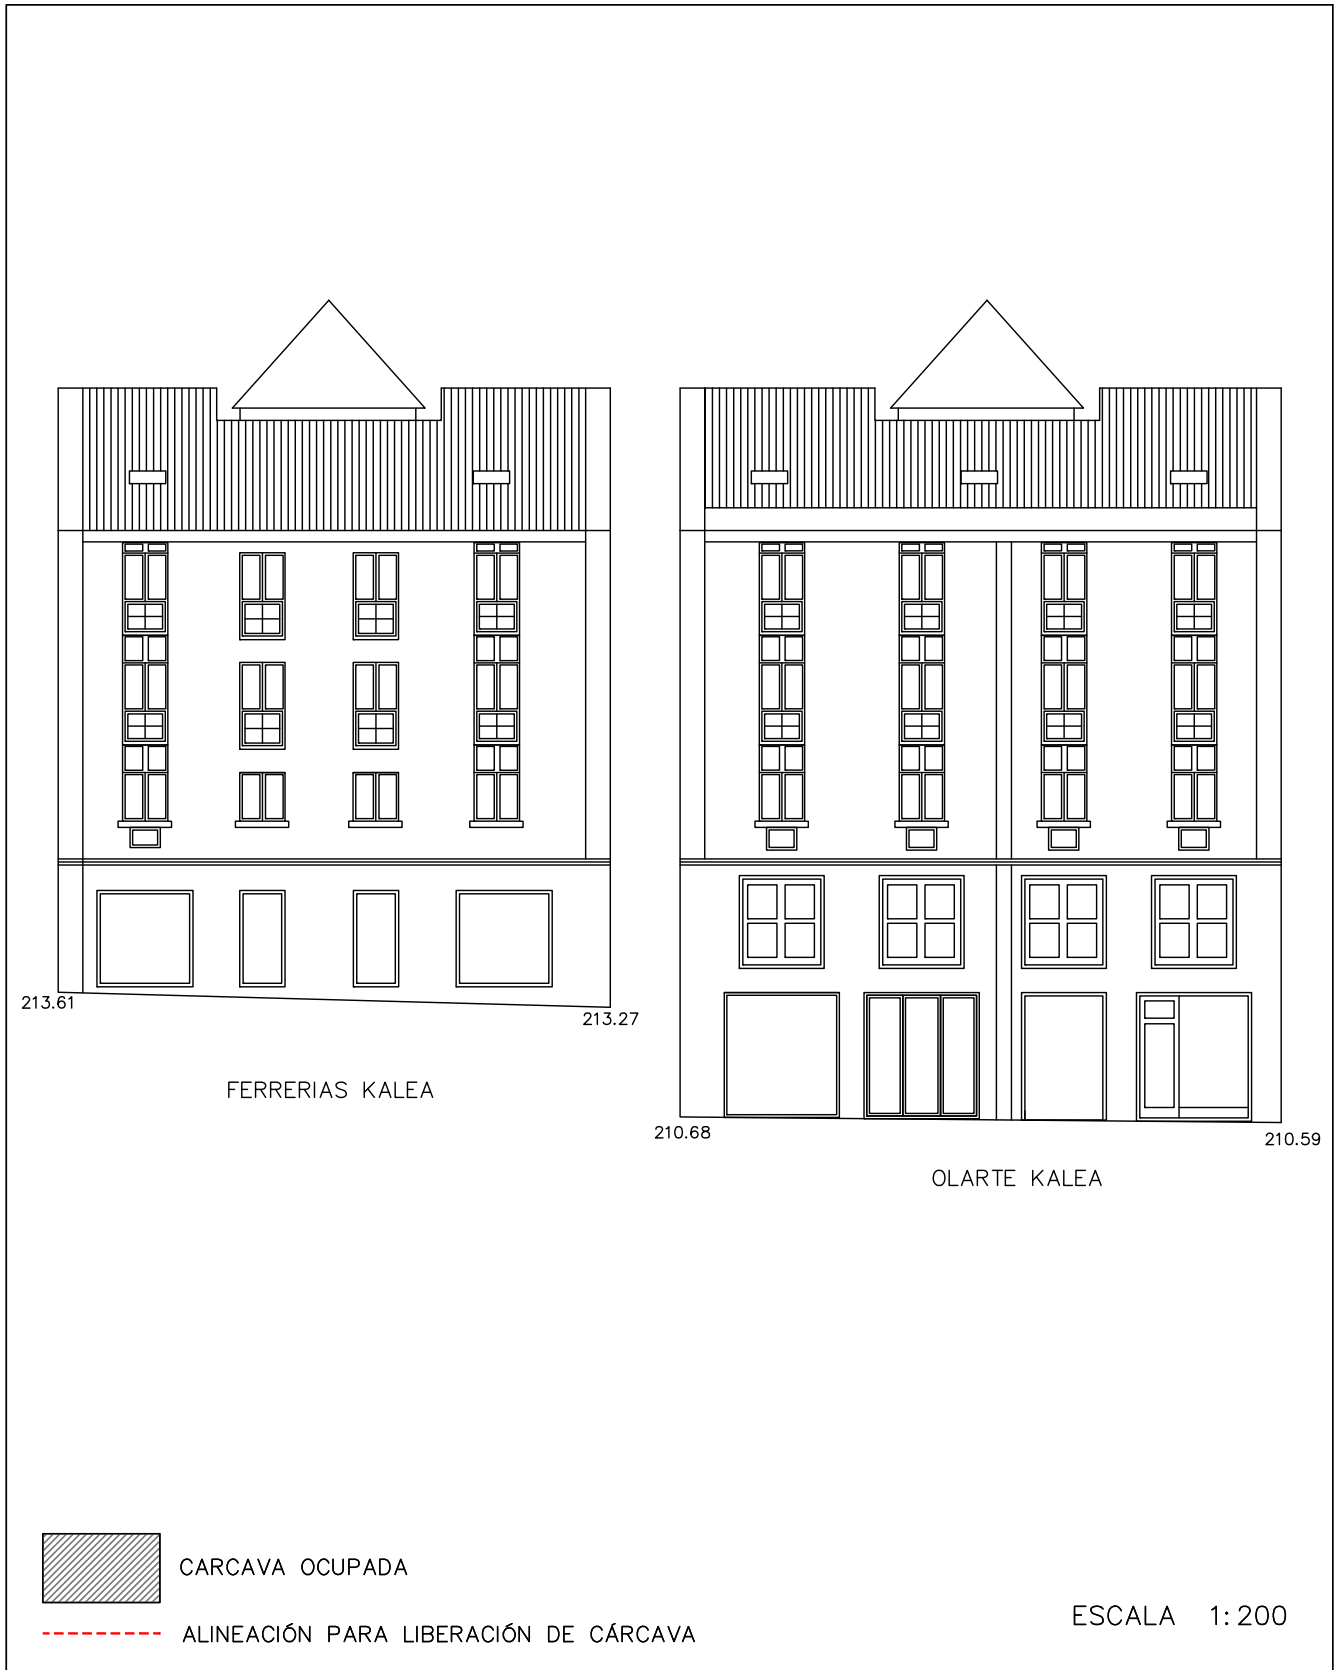 213.61
213.27
FERRERIAS KALEA
210.68
210.59
OLARTE KALEA
CARCAVA OCUPADA
ALINEACIÓN PARA LIBERACIÓN DE CÁRCAVA
ESCALA 1:200